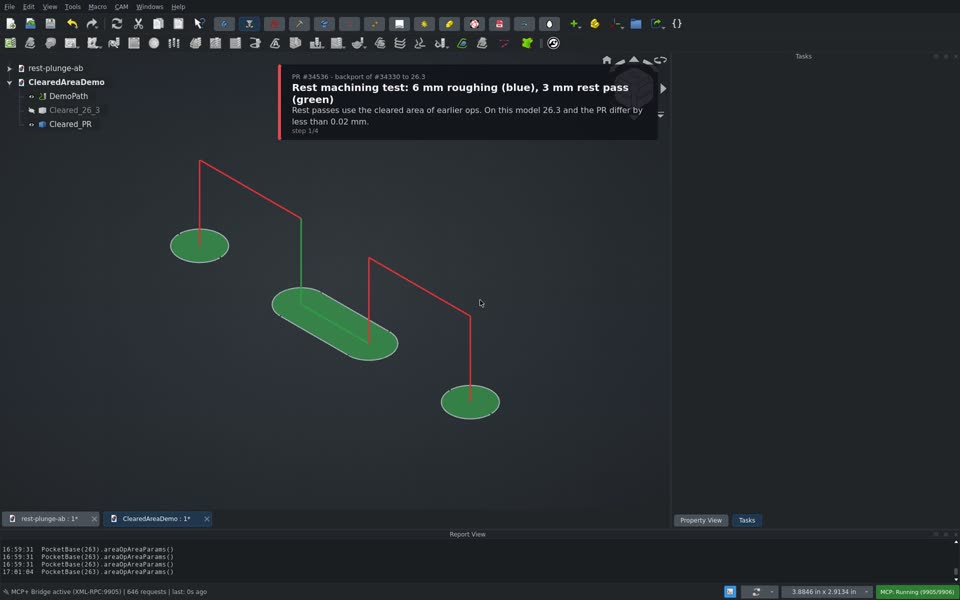 File Edit View Tools Macro CAM Windows Help
rest-plunge-ab
ClearedAreaDemo
DemoPath
Cleared_26_3
Cleared_PR
PR #34536 - backport of #34330 to 26.3
Rest machining test: 6 mm roughing (blue), 3 mm rest pass
(green)
Rest passes use the cleared area of earlier ops. On this model 26.3 and the PR differ by
less than 0.02 mm.
step 1/4
Tasks
rest-plunge-ab : 1*
ClearedAreaDemo : 1*
Property View
Tasks
Report View
16:59:31 PocketBase(263).areaOpAreaParams()
16:59:31 PocketBase(263).areaOpAreaParams()
16:59:31 PocketBase(263).areaOpAreaParams()
17:01:04 PocketBase(263).areaOpAreaParams()
MCP+ Bridge active (XML-RPC:9905) | 646 requests | last: 0s ago
3.8846 in x 2.9134 in
MCP: Running (9905/9906)